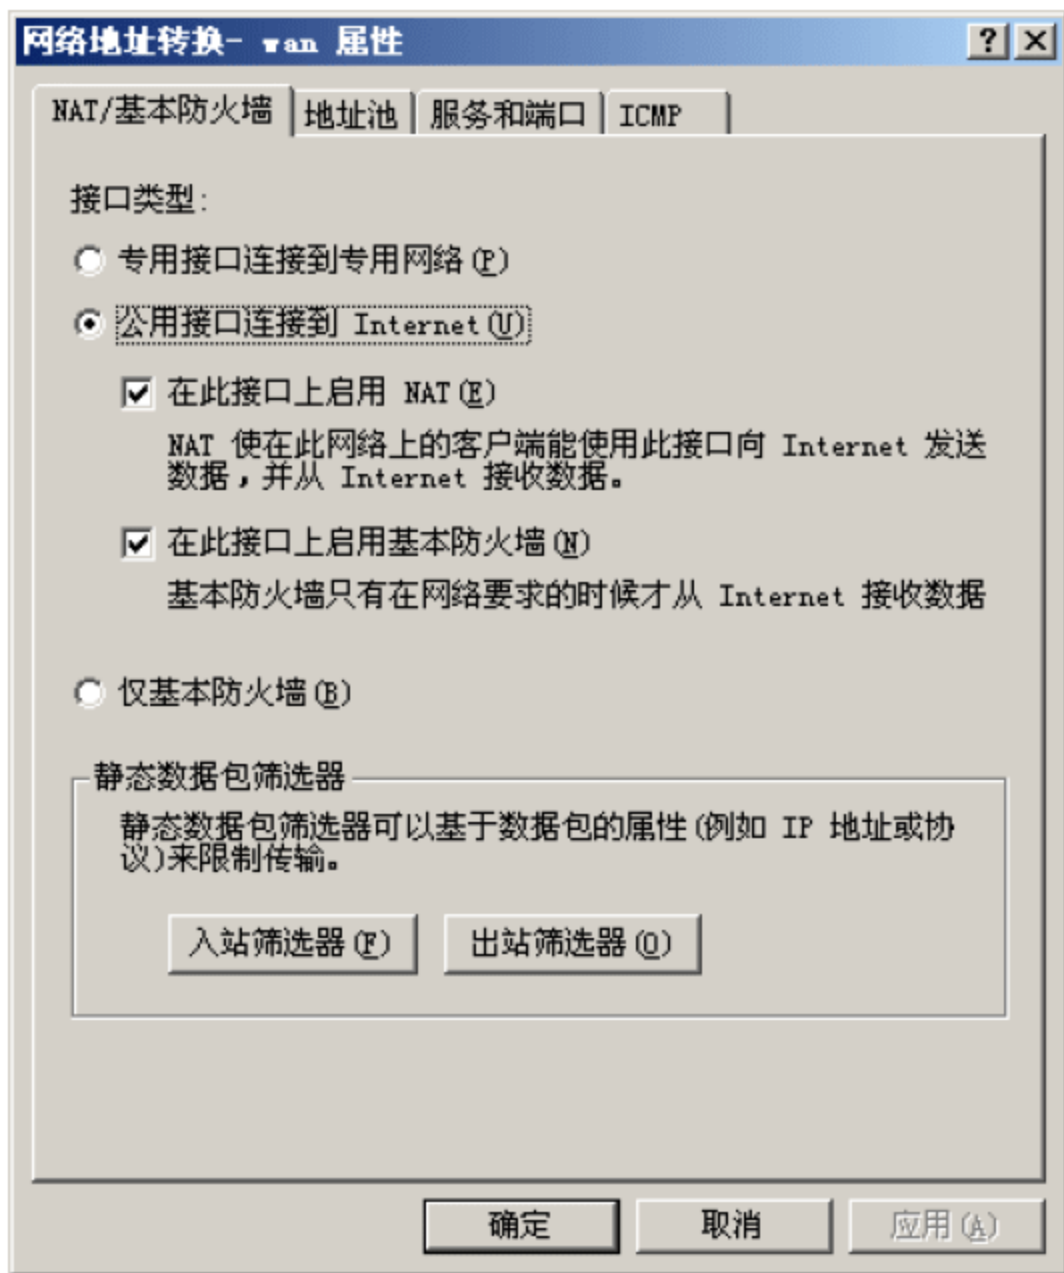 网络地址转换- wan 属性
NAT/基本防火墙 地址池 服务和端口 ICMP
接口类型:
专用接口连接到专用网络(P)
公用接口连接到 Internet(U)
在此接口上启用 NAT(E)
NAT 使在此网络上的客户端能使用此接口向 Internet 发送
数据，并从 Internet 接收数据。
在此接口上启用基本防火墙(N)
基本防火墙只有在网络要求的时候才从 Internet 接收数据
仅基本防火墙(B)
静态数据包筛选器
静态数据包筛选器可以基于数据包的属性(例如 IP 地址或协
议)来限制传输。
入站筛选器(F) 出站筛选器(O)
确定 取消 应用(A)